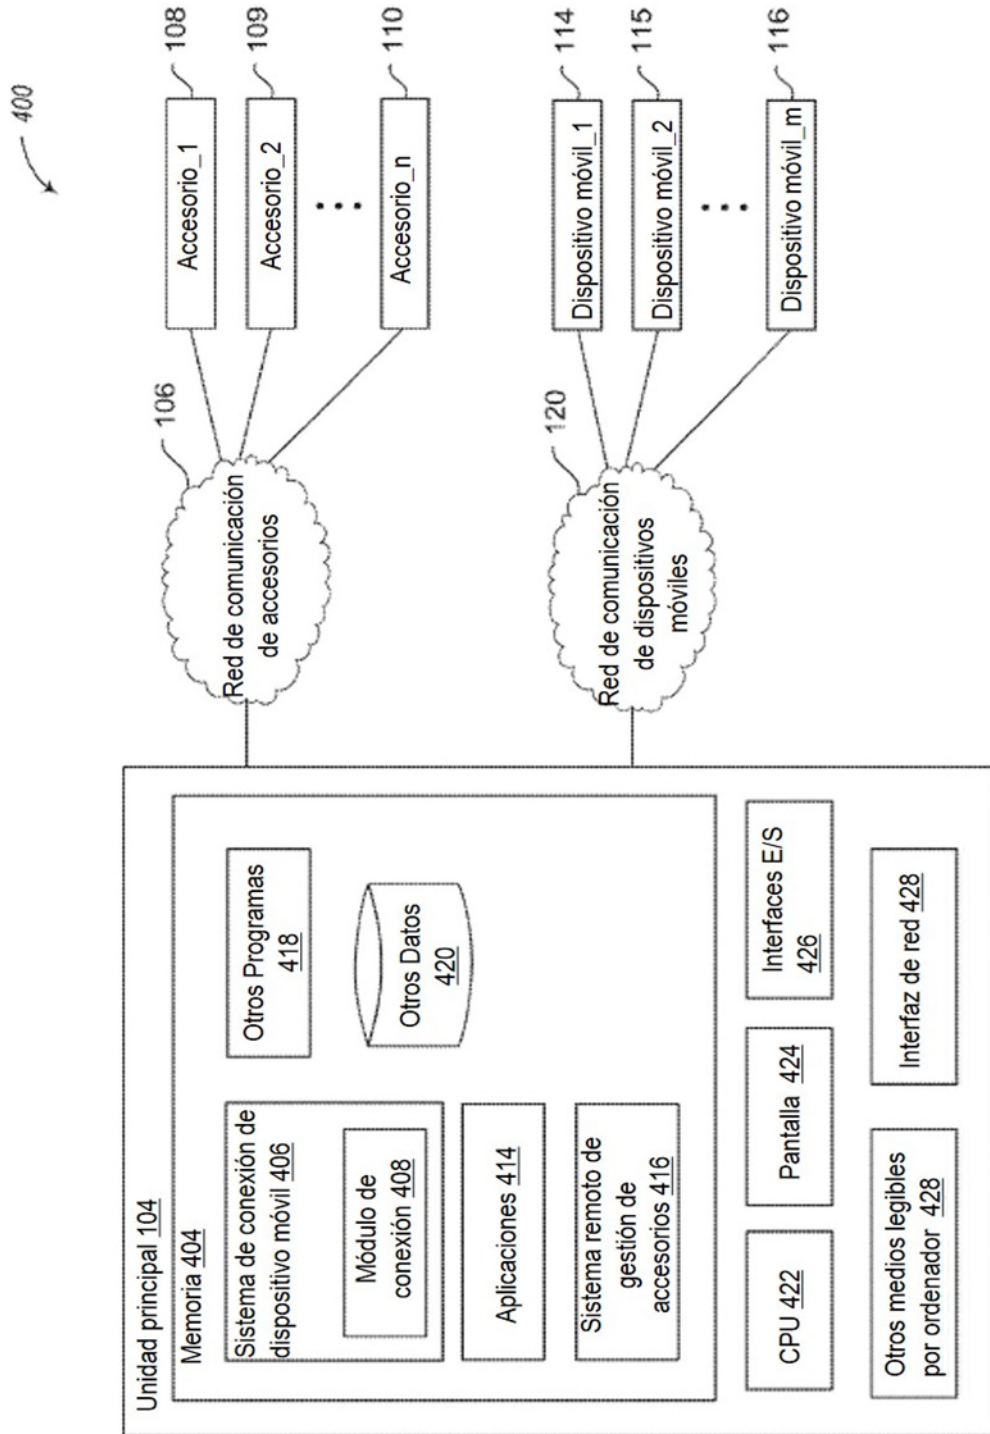 400
Unidad principal 104
Memoria 404
Sistema de conexión de
dispositivo móvil 406
Módulo de
conexión 408
Aplicaciones 414
Sistema remoto de
gestión de
accesorios 416
Otros Programas
418
Otros Datos
420
CPU 422
Pantalla 424
Interfaces E/S
426
Otros medios legibles
por ordenador 428
Interfaz de red 428
Red de comunicación
de accesorios
106
Accesorio_1
108
Accesorio_2
109
Accesorio_n
110
Red de comunicación
de dispositivos
móviles
120
Dispositivo móvil_1
114
Dispositivo móvil_2
115
Dispositivo móvil_m
116